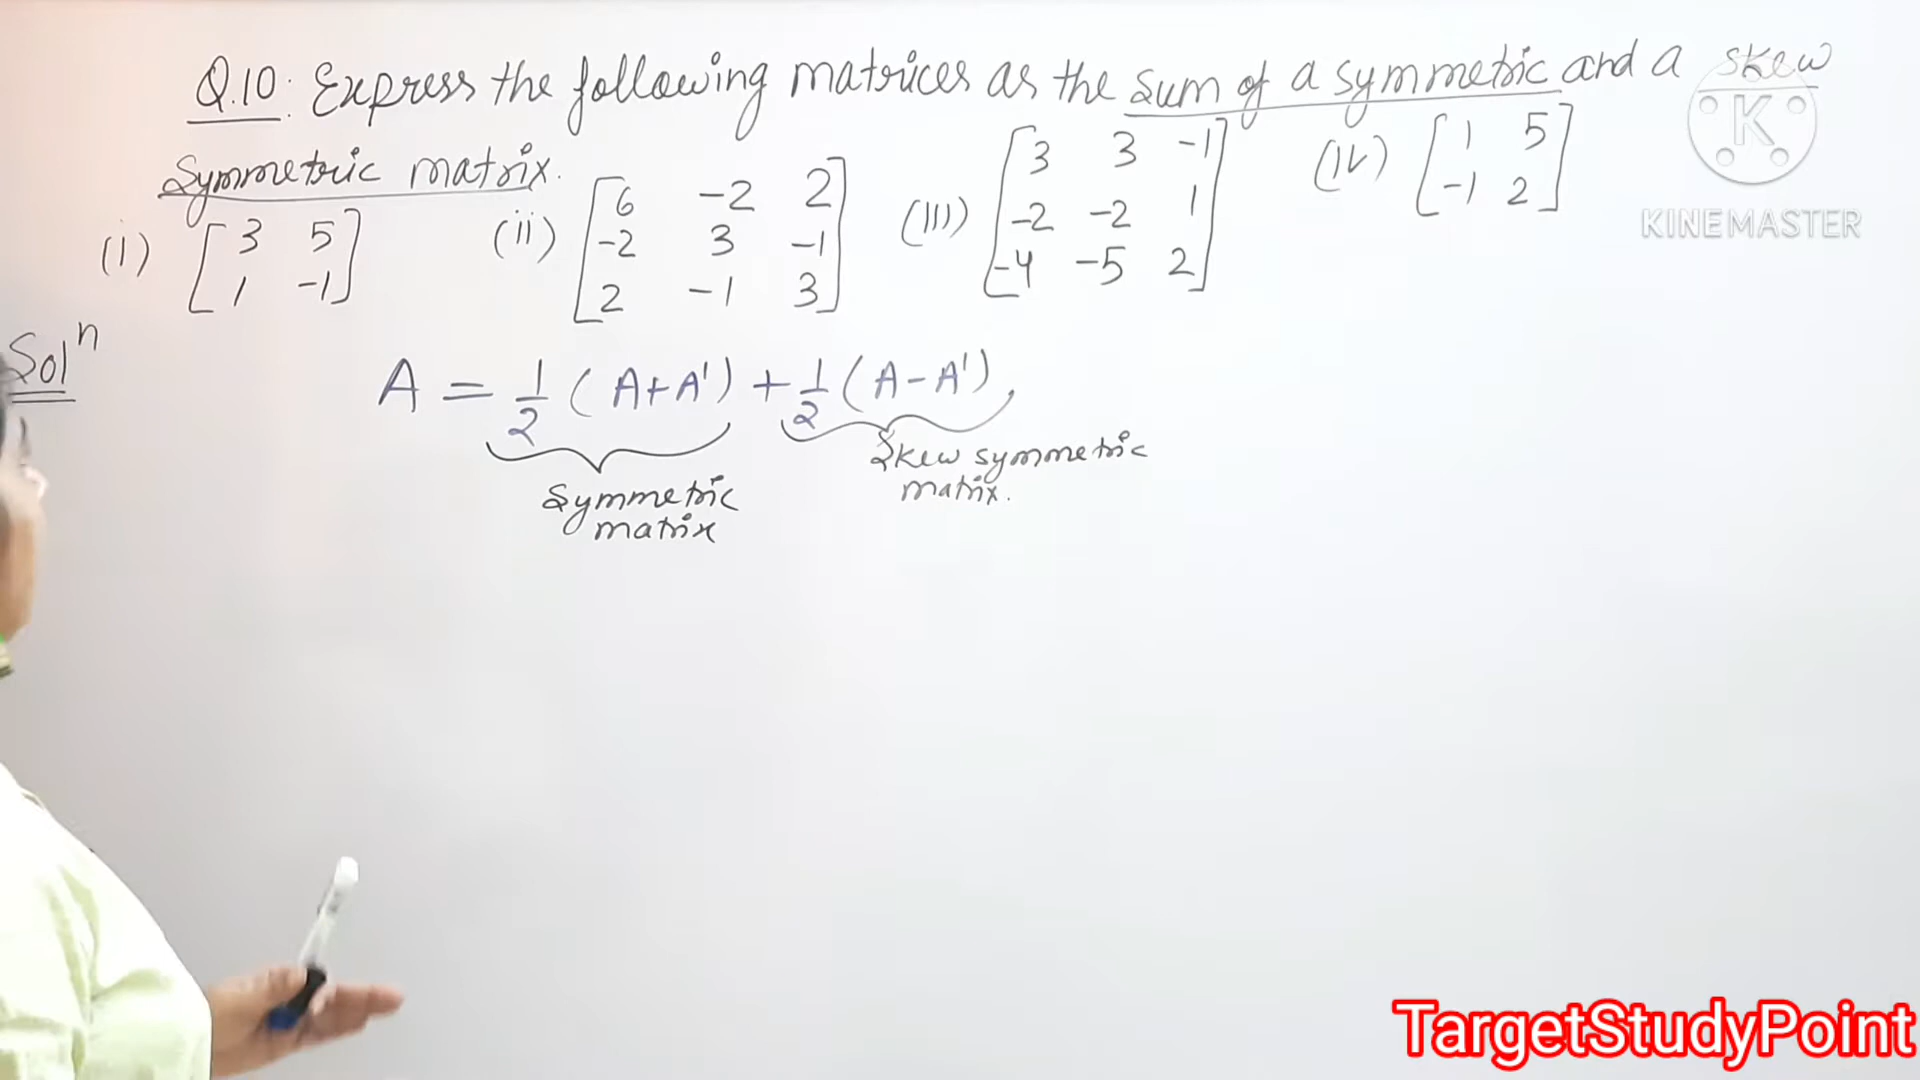 Q.10: Express the following matrices as the sum of a symmetric and a skew
symmetric matrix.
(i) [3 5
1 -1]
(ii) [6 -2 2
-2 3 -1
2 -1 3]
(III) [3 3 -1
-2 -2 1
-4 -5 2]
(IV) [1 5
-1 2]
KINEMASTER
Solⁿ
A = 1/2 (A+A') + 1/2 (A-A'),
Symmetric
matrix
Skew symmetric
matrix.
TargetStudyPoint